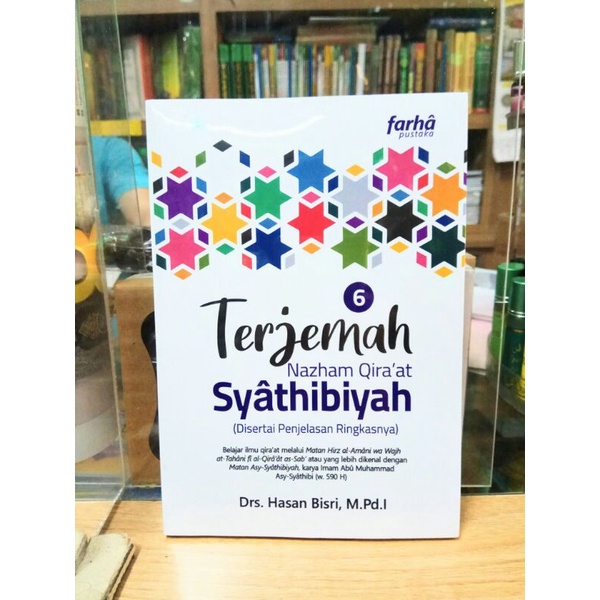 farhâ
pustaka
6
Terjemah
Nazham Qira'at
Syâthibiyah
(Disertai Penjelasan Ringkasnya)
Belajar ilmu qira'at melalui Matan Hirz al-Amâni wa Wajh
at-Tahâni fî al-Qirâ'ât as-Sab' atau yang lebih dikenal dengan
Matan Asy-Syâthibiyah, karya Imam Abû Muhammad
Asy-Syâthibi (w. 590 H)
Drs. Hasan Bisri, M.Pd.I